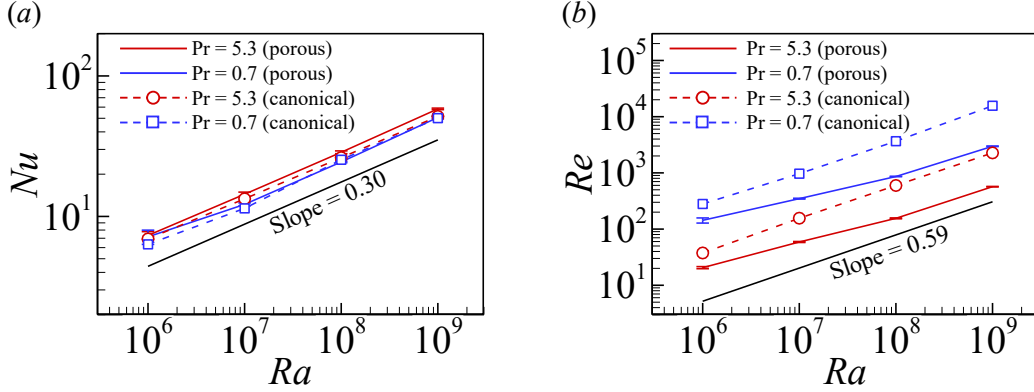 (a)
Pr = 5.3 (porous)
Pr = 0.7 (porous)
Pr = 5.3 (canonical)
Pr = 0.7 (canonical)
10^2
10^1
Nu
Slope = 0.30
10^6 10^7 10^8 10^9
Ra
(b)
Pr = 5.3 (porous)
Pr = 0.7 (porous)
Pr = 5.3 (canonical)
Pr = 0.7 (canonical)
10^5
10^4
10^3
10^2
10^1
Re
Slope = 0.59
10^6 10^7 10^8 10^9
Ra